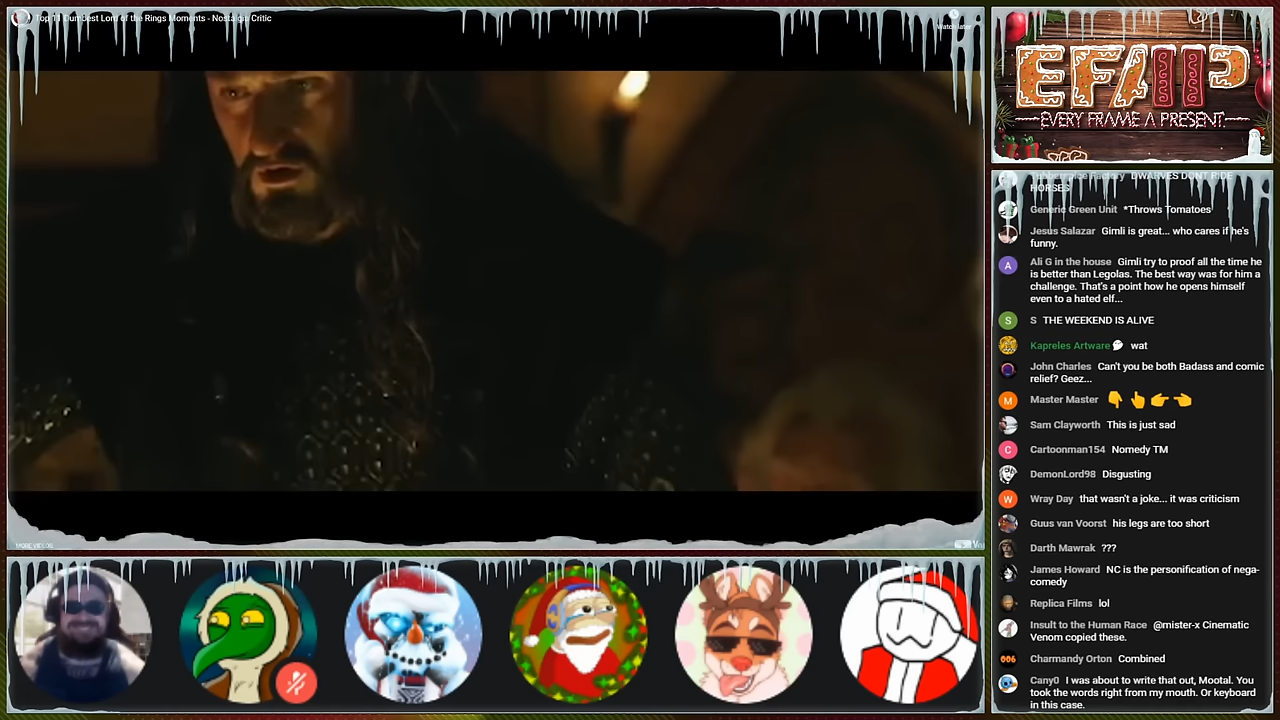 Top 11 Dumbest Lord of the Rings Moments - Nostalgia Critic
Watch later
EFAP
EVERY FRAME A PRESENT
DWARVES DONT RIDE
HORSES
Generic Green Unit *Throws Tomatoes*
Jesus Salazar Gimli is great... who cares if he's
funny.
A Ali G in the house Gimli try to proof all the time he
is better than Legolas. The best way was for him a
challenge. That's a point how he opens himself
even to a hated elf...
S S THE WEEKEND IS ALIVE
Kapreles Artware wat
John Charles Can't you be both Badass and comic
relief? Geez...
M Master Master 👇 👆 👉 👈
Sam Clayworth This is just sad
C Cartoonman154 Nomedy TM
DemonLord98 Disgusting
W Wray Day that wasn't a joke... it was criticism
Guus van Voorst his legs are too short
Darth Mawrak ???
James Howard NC is the personification of nega-
comedy
Replica Films lol
Insult to the Human Race @mister-x Cinematic
Venom copied these.
Charmandy Orton Combined
Cany0 I was about to write that out, Mootal. You
took the words right from my mouth. Or keyboard
in this case.
MORE VIDEOS